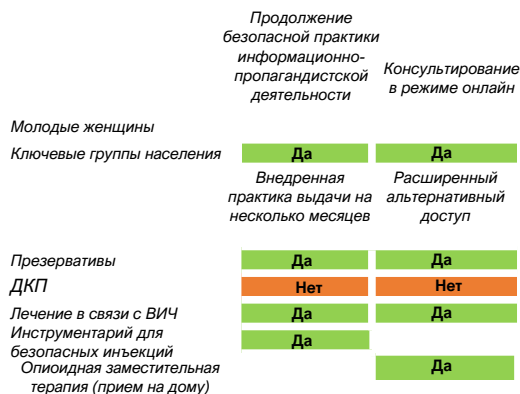 Продолжение
безопасной практики
информационно-
пропагандистской
деятельности
Консультирование
в режиме онлайн
Молодые женщины
Ключевые группы населения Да Да
Внедренная
практика выдачи на
несколько месяцев
Расширенный
альтернативный
доступ
Презервативы Да Да
ДКП Нет Нет
Лечение в связи с ВИЧ Да Да
Инструментарий для
безопасных инъекций Да
Опиоидная заместительная
терапия (прием на дому) Да